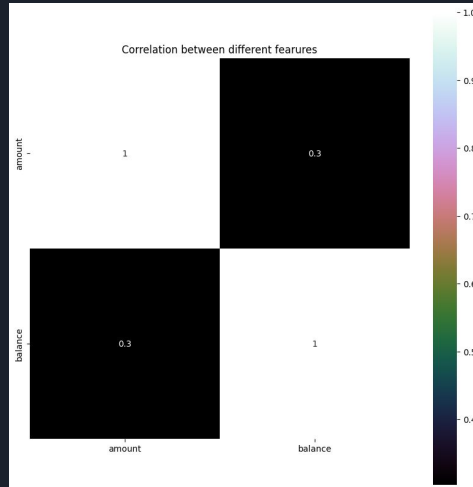 Correlation between different fearures
1.0
0.9
0.8
0.7
0.6
0.5
0.4
amount
1
0.3
balance
0.3
1
amount
balance